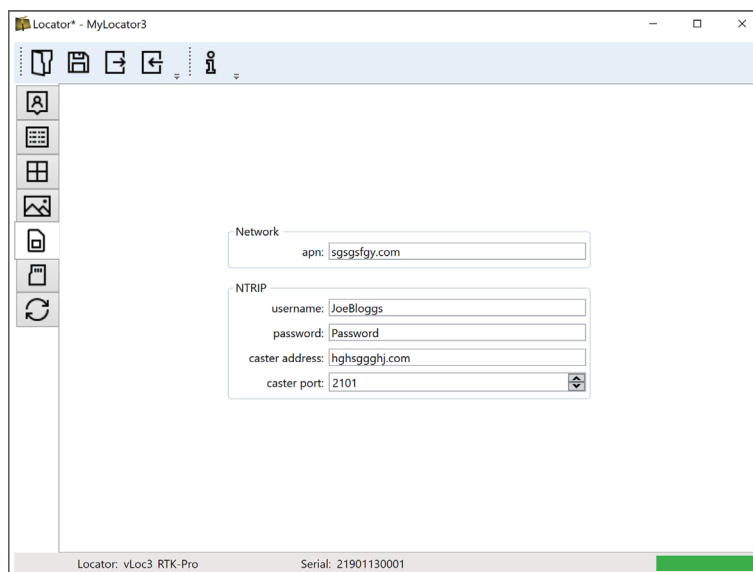 Locator* - MyLocator3
Network
apn: sgsgsfgy.com
NTRIP
username: JoeBloggs
password: Password
caster address: hghsggghj.com
caster port: 2101
Locator: vLoc3 RTK-Pro Serial: 21901130001